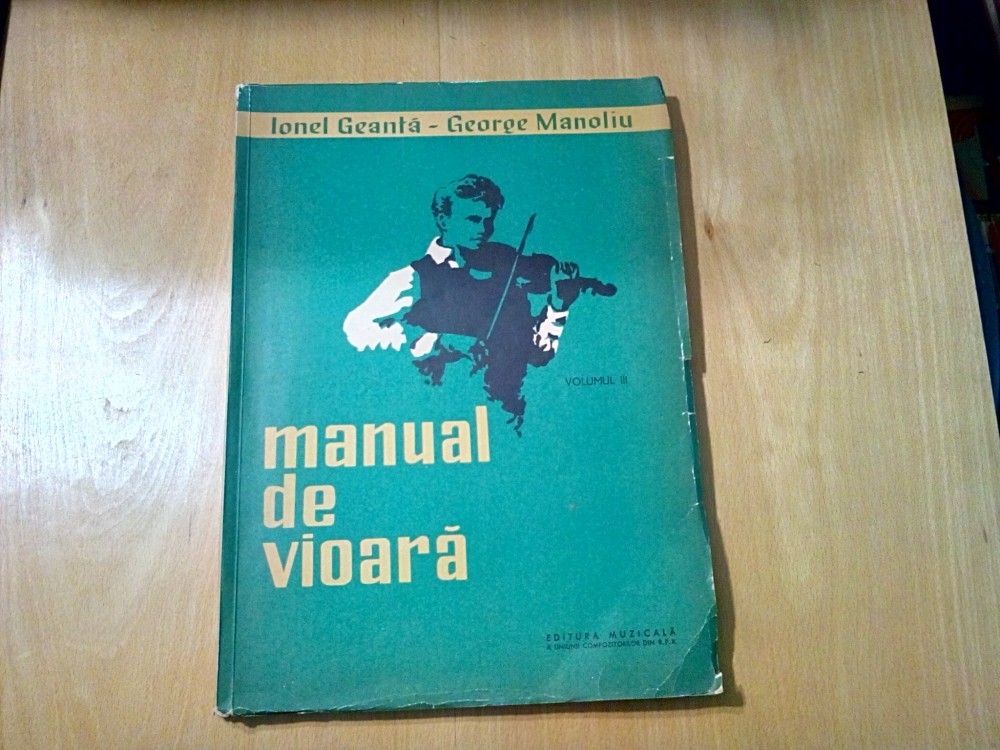 Ionel Geantă - George Manoliu
VOLUMUL III
manual
de
vioară
EDITURA MUZICALĂ
A UNIUNII COMPOZITORILOR DIN R.P.R.